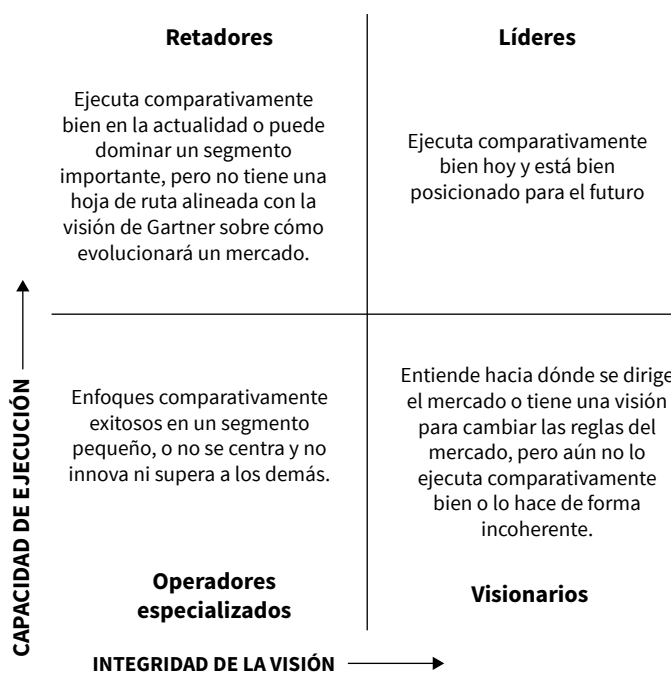 Retadores
Ejecuta comparativamente
bien en la actualidad o puede
dominar un segmento
importante, pero no tiene una
hoja de ruta alineada con la
visión de Gartner sobre cómo
evolucionará un mercado.
Líderes
Ejecuta comparativamente
bien hoy y está bien
posicionado para el futuro
Enfoques comparativamente
exitosos en un segmento
pequeño, o no se centra y no
innova ni supera a los demás.
Operadores
especializados
Entiende hacia dónde se dirige
el mercado o tiene una visión
para cambiar las reglas del
mercado, pero aún no lo
ejecuta comparativamente
bien o lo hace de forma
incoherente.
Visionarios
CAPACIDAD DE EJECUCIÓN
INTEGRIDAD DE LA VISIÓN